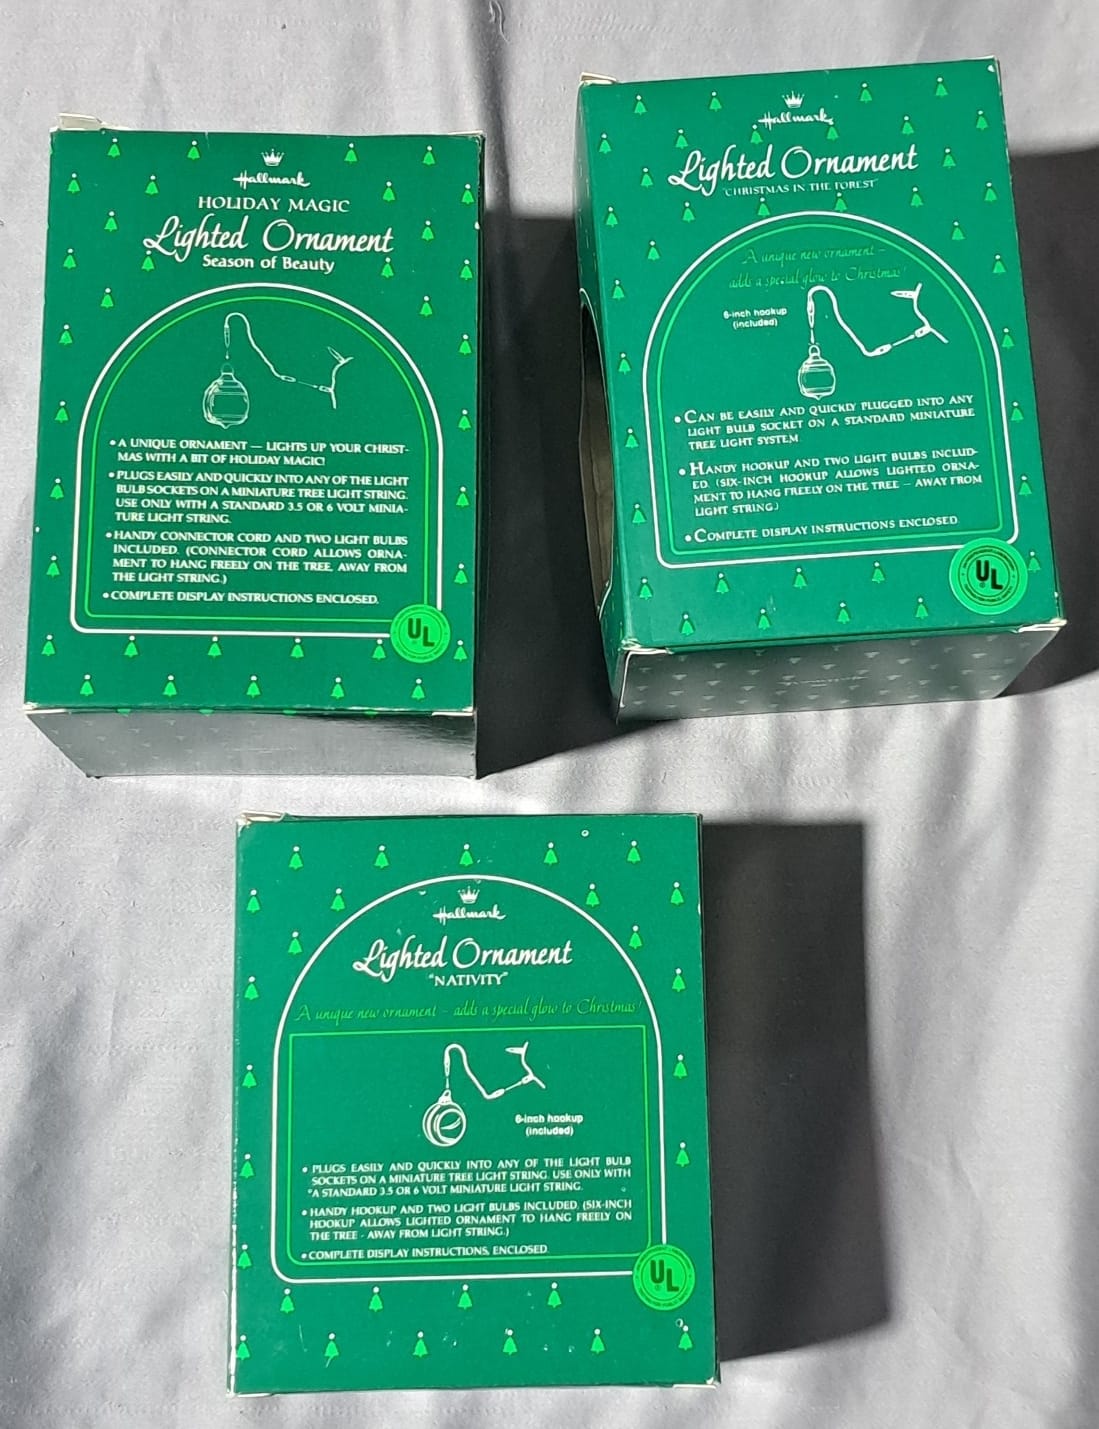 Hallmark
HOLIDAY MAGIC
Lighted Ornament
Season of Beauty
• A UNIQUE ORNAMENT — LIGHTS UP YOUR CHRIST-
MAS WITH A BIT OF HOLIDAY MAGIC!
• PLUGS EASILY AND QUICKLY INTO ANY OF THE LIGHT
BULB SOCKETS ON A MINIATURE TREE LIGHT STRING.
USE ONLY WITH A STANDARD 3.5 OR 6 VOLT MINIA-
TURE LIGHT STRING.
• HANDY CONNECTOR CORD AND TWO LIGHT BULBS
INCLUDED. (CONNECTOR CORD ALLOWS ORNA-
MENT TO HANG FREELY ON THE TREE, AWAY FROM
THE LIGHT STRING.)
• COMPLETE DISPLAY INSTRUCTIONS ENCLOSED.
UL
Hallmark
Lighted Ornament
"CHRISTMAS IN THE FOREST"
A unique new ornament —
adds a special glow to Christmas!
6-inch hookup
(included)
• CAN BE EASILY AND QUICKLY PLUGGED INTO ANY
LIGHT BULB SOCKET ON A STANDARD MINIATURE
TREE LIGHT SYSTEM.
• HANDY HOOKUP AND TWO LIGHT BULBS INCLUD-
ED. (SIX-INCH HOOKUP ALLOWS LIGHTED ORNA-
MENT TO HANG FREELY ON THE TREE — AWAY FROM
LIGHT STRING.)
• COMPLETE DISPLAY INSTRUCTIONS ENCLOSED.
UL
Hallmark
Lighted Ornament
"NATIVITY"
A unique new ornament – adds a special glow to Christmas!
6-inch hookup
(included)
• PLUGS EASILY AND QUICKLY INTO ANY OF THE LIGHT BULB
SOCKETS ON A MINIATURE TREE LIGHT STRING. USE ONLY WITH
A STANDARD 3.5 OR 6 VOLT MINIATURE LIGHT STRING.
• HANDY HOOKUP AND TWO LIGHT BULBS INCLUDED. (SIX-INCH
HOOKUP ALLOWS LIGHTED ORNAMENT TO HANG FREELY ON
THE TREE - AWAY FROM LIGHT STRING.)
• COMPLETE DISPLAY INSTRUCTIONS, ENCLOSED.
UL